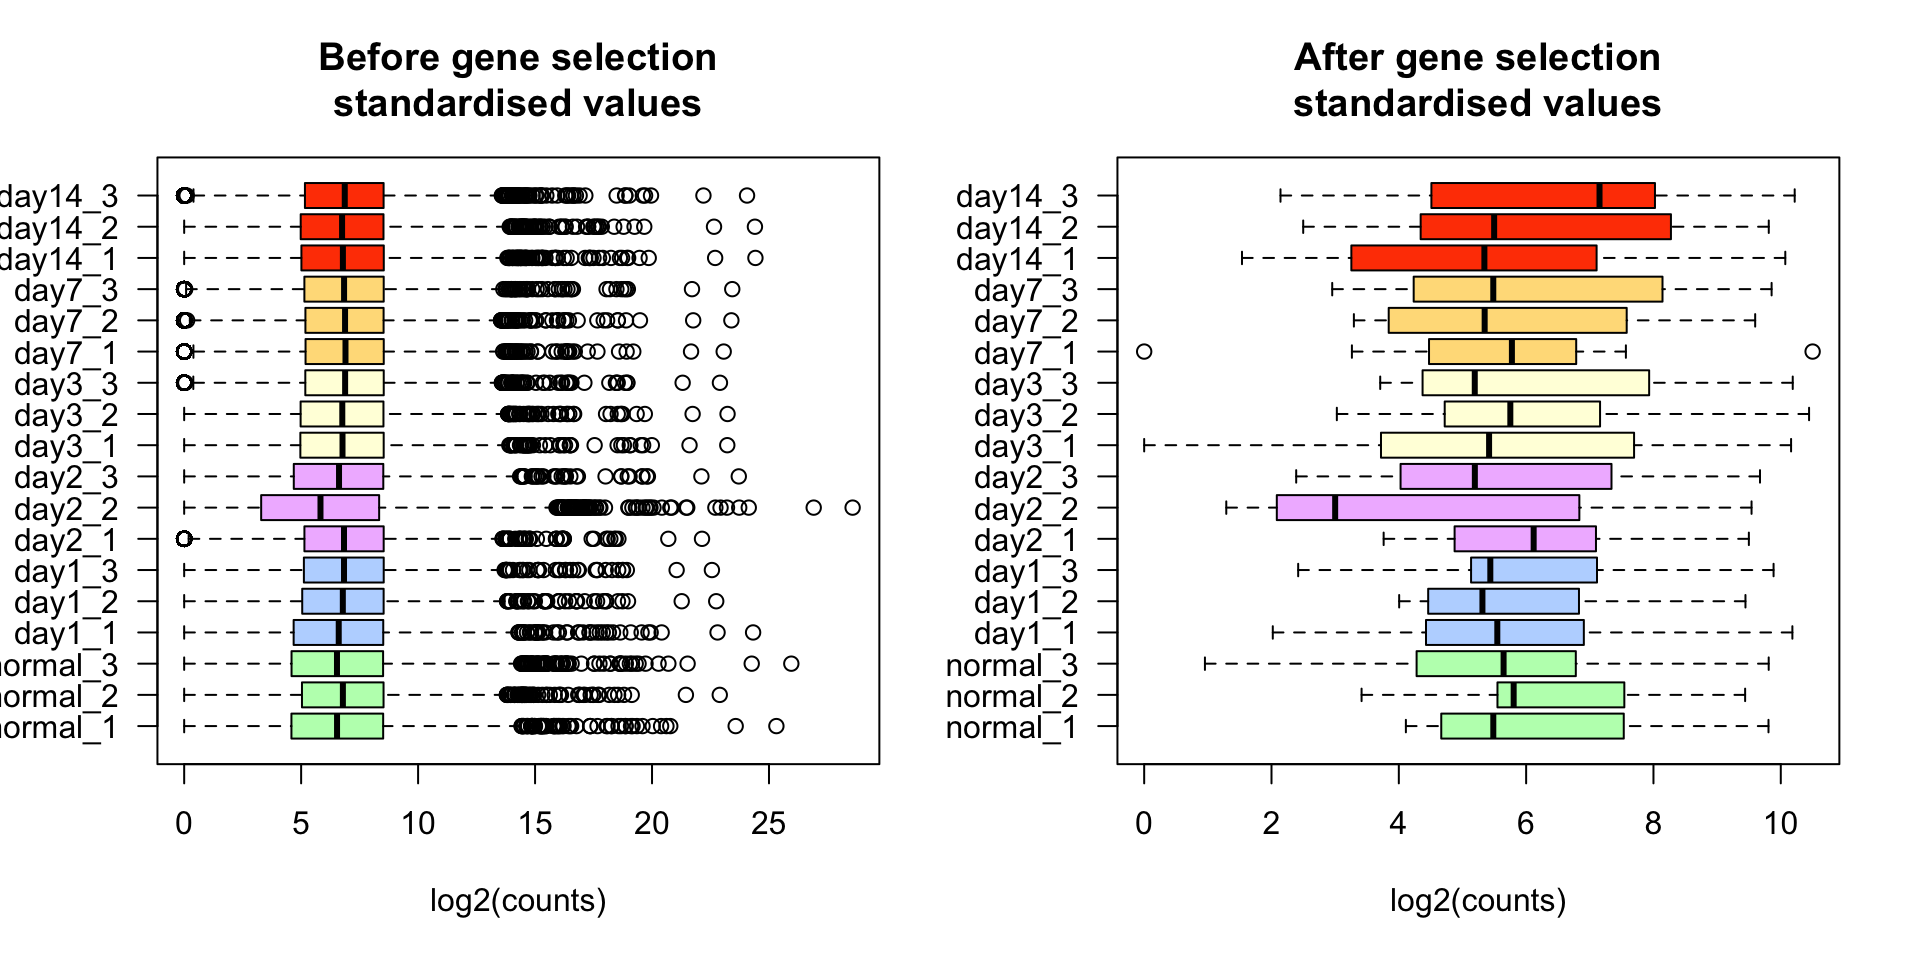 Before gene selection
standardised values
day14_3
day14_2
day14_1
day7_3
day7_2
day7_1
day3_3
day3_2
day3_1
day2_3
day2_2
day2_1
day1_3
day1_2
day1_1
normal_3
normal_2
normal_1
0 5 10 15 20 25
log2(counts)
After gene selection
standardised values
day14_3
day14_2
day14_1
day7_3
day7_2
day7_1
day3_3
day3_2
day3_1
day2_3
day2_2
day2_1
day1_3
day1_2
day1_1
normal_3
normal_2
normal_1
0 2 4 6 8 10
log2(counts)